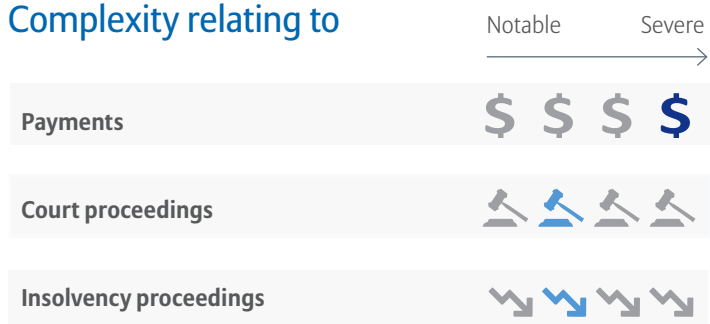 Complexity relating to
Notable Severe
Payments
$ $ $ $
Court proceedings
Insolvency proceedings